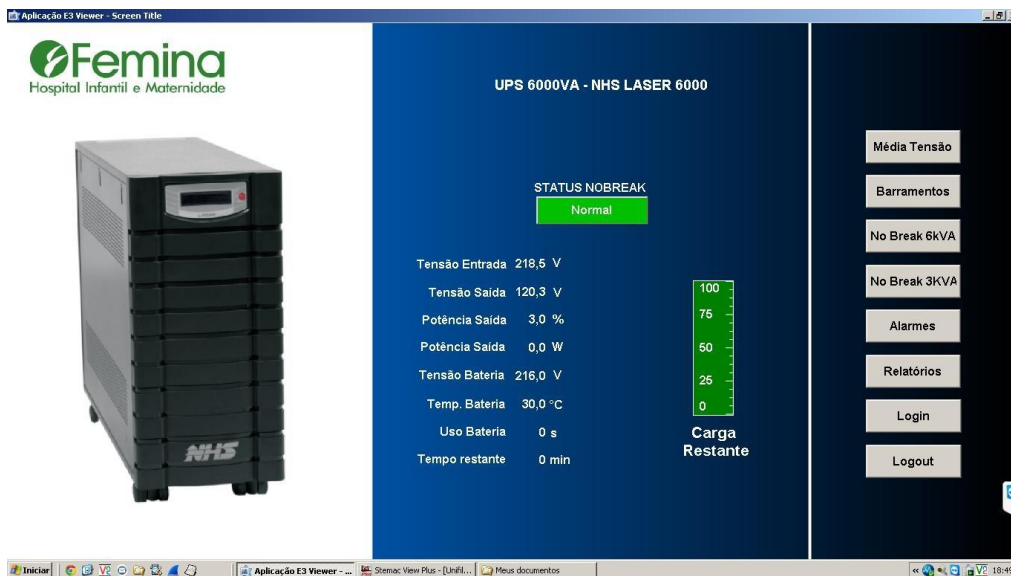 Aplicação E3 Viewer - Screen Title
Femina
Hospital Infantil e Maternidade
NHS
UPS 6000VA - NHS LASER 6000
STATUS NOBREAK
Normal
Tensão Entrada 218,5 V
Tensão Saída 120,3 V
Potência Saída 3,0 %
Potência Saída 0,0 W
Tensão Bateria 216,0 V
Temp. Bateria 30,0 °C
Uso Bateria 0 s
Tempo restante 0 min
100
75
50
25
0
Carga
Restante
Média Tensão
Barramentos
No Break 6kVA
No Break 3KVA
Alarmes
Relatórios
Login
Logout
Iniciar
Aplicação E3 Viewer - ...
Stemac View Plus - [Unifil...
Meus documentos
18:49